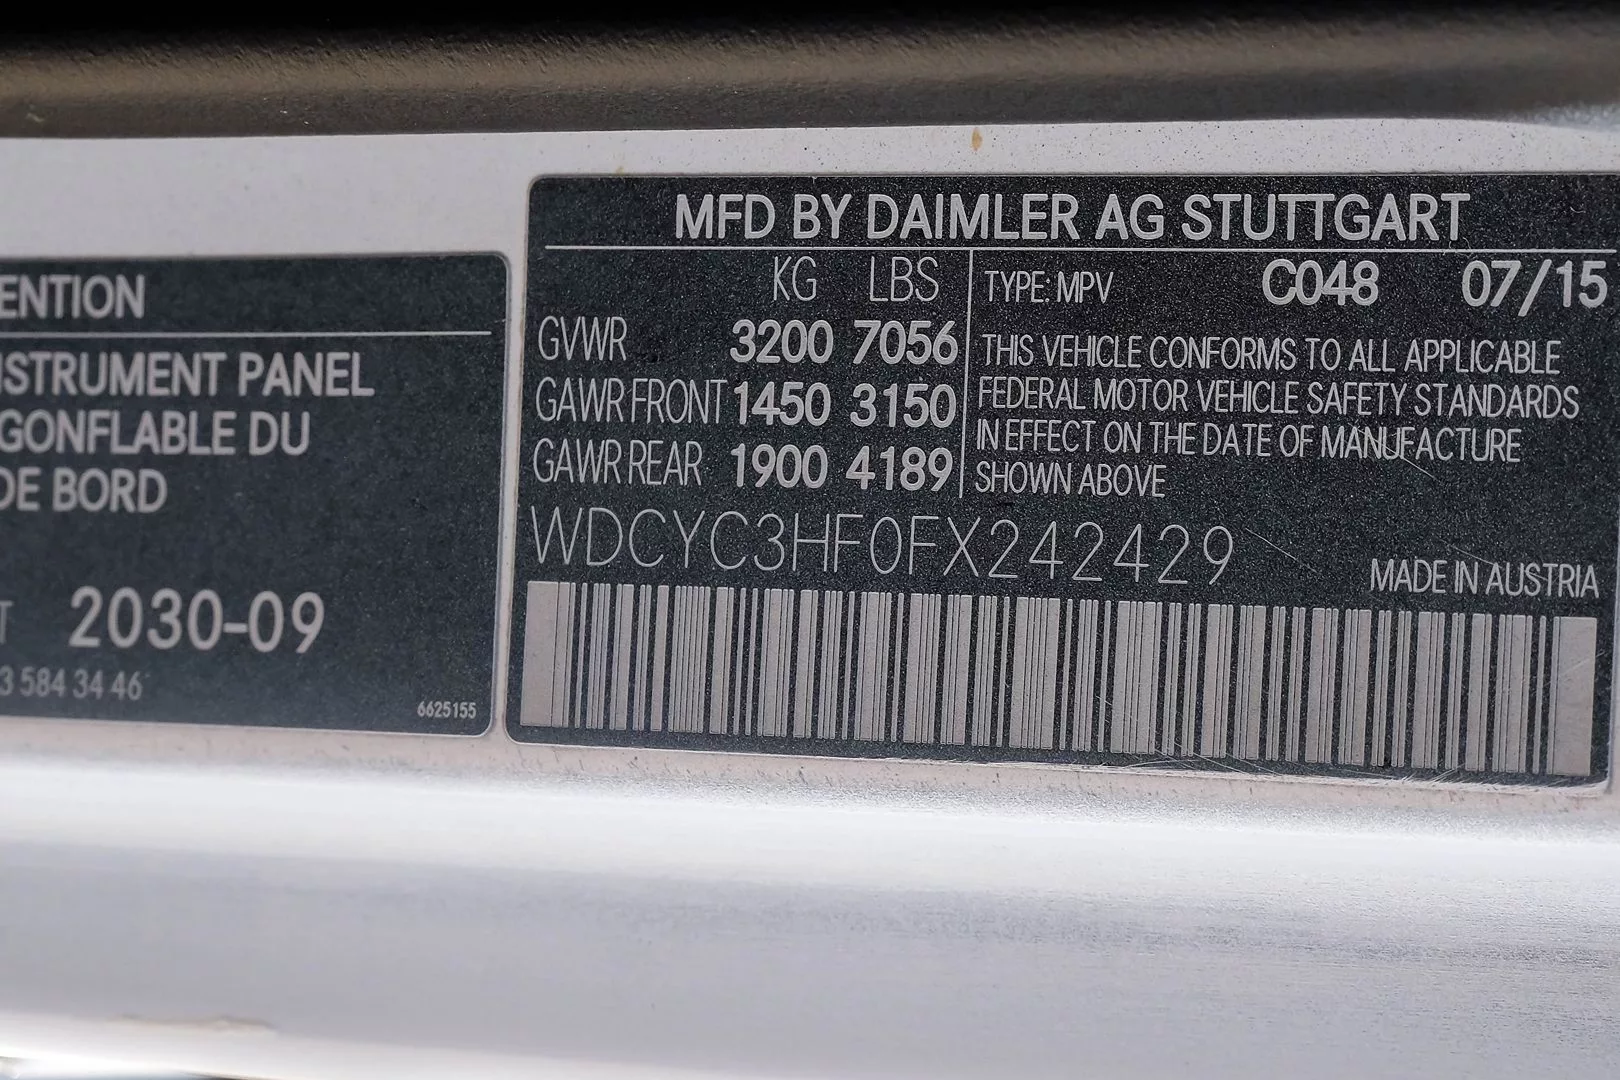 ENTION
NSTRUMENT PANEL
GONFLABLE DU
DE BORD
T 2030-09
3 584 34 46
6625155
MFD BY DAIMLER AG STUTTGART
KG LBS
GVWR 3200 7056
GAWR FRONT 1450 3150
GAWR REAR 1900 4189
TYPE: MPV C048 07/15
THIS VEHICLE CONFORMS TO ALL APPLICABLE
FEDERAL MOTOR VEHICLE SAFETY STANDARDS
IN EFFECT ON THE DATE OF MANUFACTURE
SHOWN ABOVE
WDCYC3HF0FX242429
MADE IN AUSTRIA